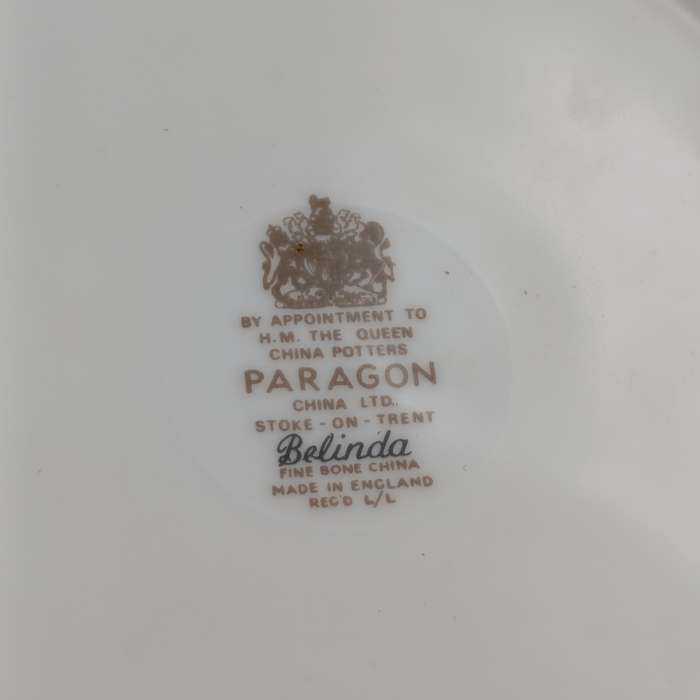 BY APPOINTMENT TO
H.M. THE QUEEN
CHINA POTTERS
PARAGON
CHINA LTD.
STOKE - ON - TRENT
Belinda
FINE BONE CHINA
MADE IN ENGLAND
REG'D L/L